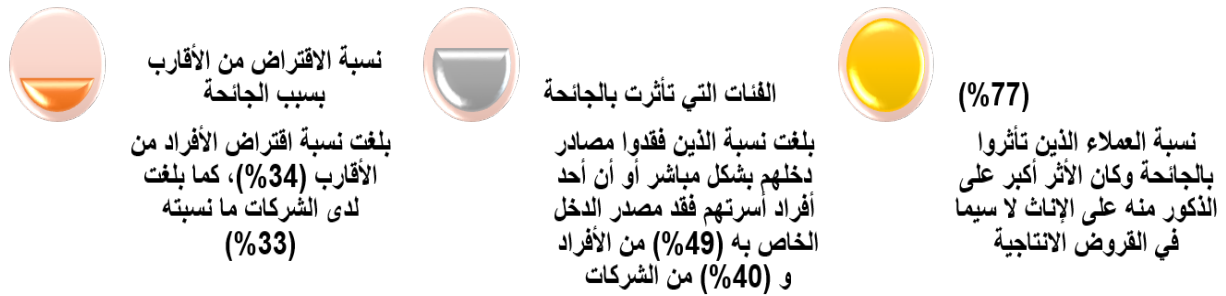 (%77)
نسبة العملاء الذين تأثروا
بالجائحة وكان الأثر أكبر على
الذكور منه على الإناث لا سيما
في القروض الانتاجية
الفئات التي تأثرت بالجائحة
بلغت نسبة الذين فقدوا مصادر
دخلهم بشكل مباشر أو أن أحد
أفراد أسرتهم فقد مصدر الدخل
الخاص به (%49) من الأفراد
و (%40) من الشركات
نسبة الاقتراض من الأقارب
بسبب الجائحة
بلغت نسبة اقتراض الأفراد من
الأقارب (%34)، كما بلغت
لدى الشركات ما نسبته
(%33)